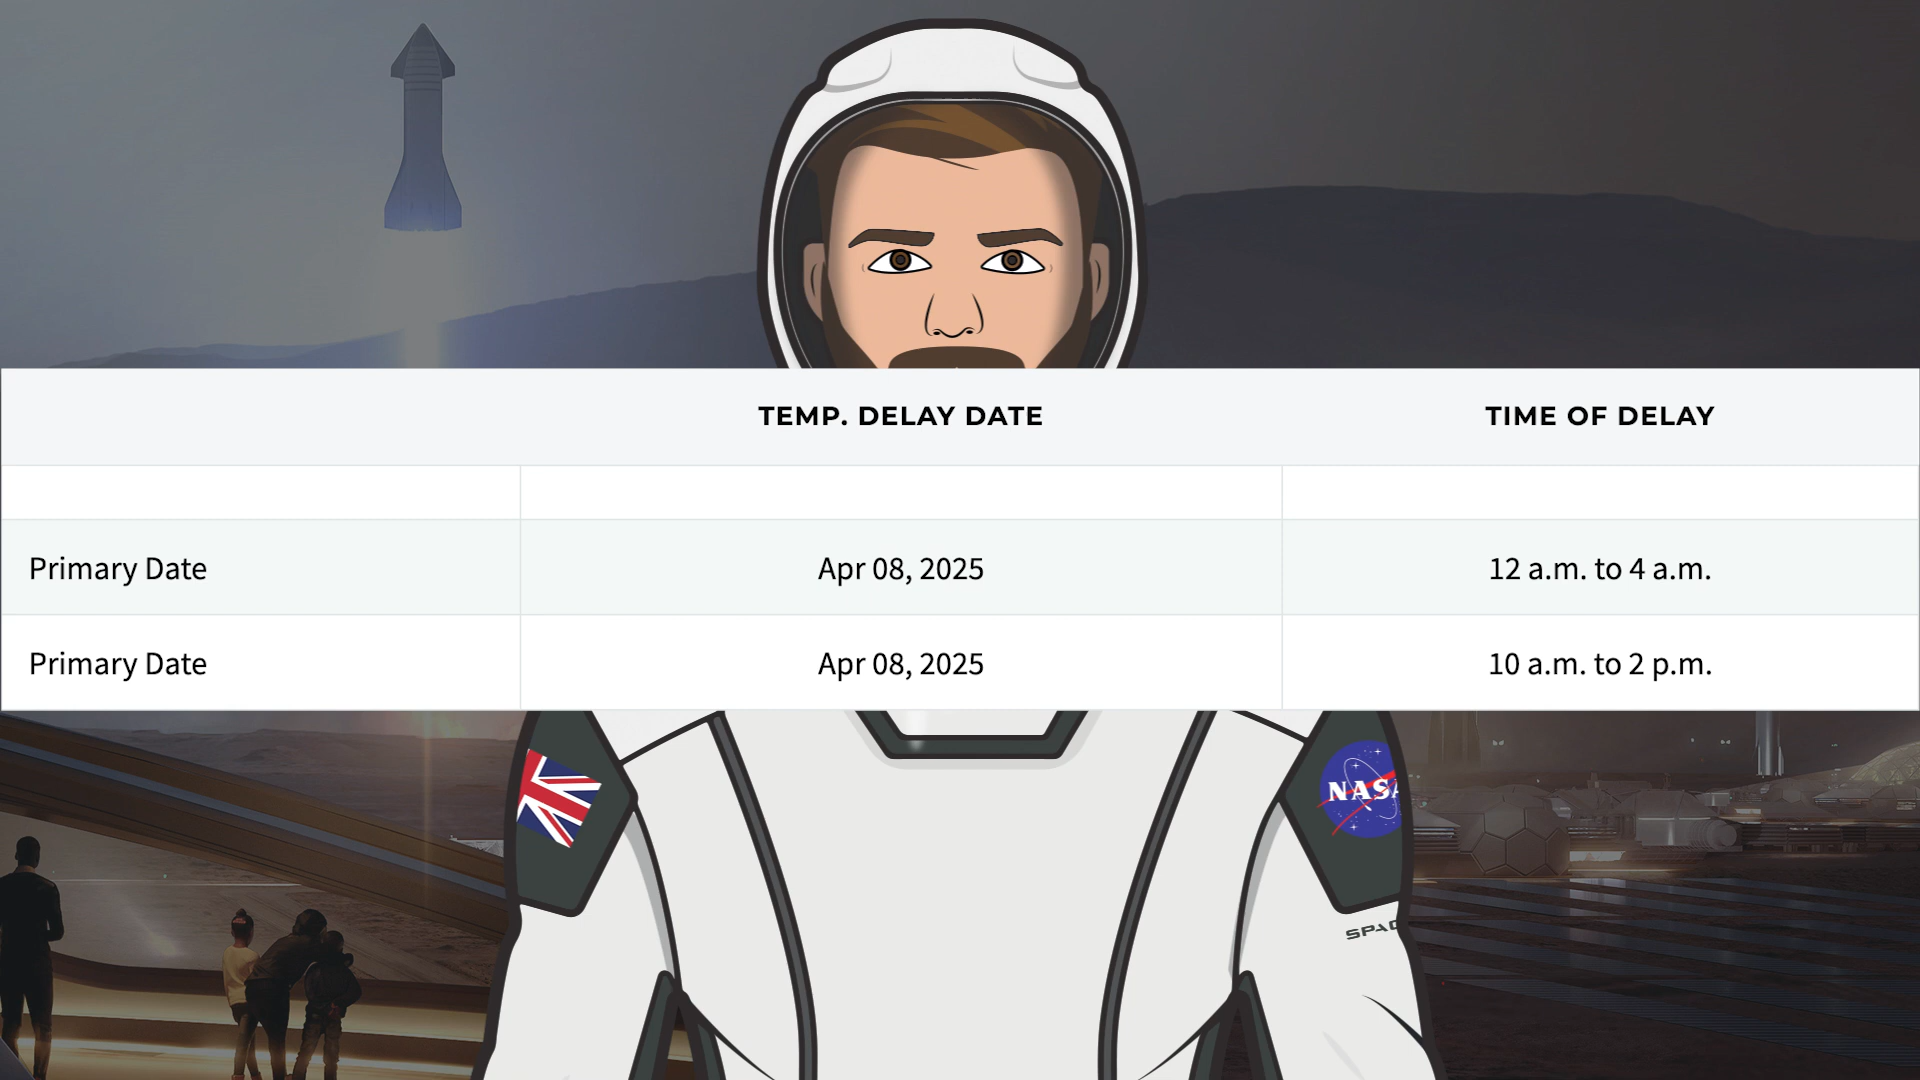 TEMP. DELAY DATE TIME OF DELAY
Primary Date Apr 08, 2025 12 a.m. to 4 a.m.
Primary Date Apr 08, 2025 10 a.m. to 2 p.m.
NASA
SPAC